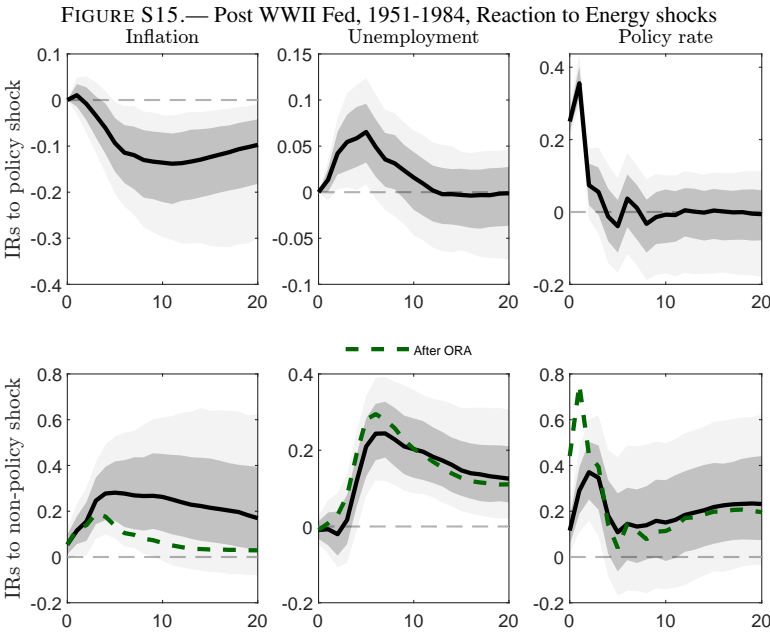 FIGURE S15.— Post WWII Fed, 1951-1984, Reaction to Energy shocks
Inflation
Unemployment
Policy rate
IRs to policy shock
0.1
0
-0.1
-0.2
-0.3
-0.4
0 10 20
0.15
0.1
0.05
0
-0.05
-0.1
0 10 20
0.4
0.2
0
-0.2
0 10 20
After ORA
IRs to non-policy shock
0.8
0.6
0.4
0.2
0
-0.2
0 10 20
0.4
0.2
0
-0.2
0 10 20
0.8
0.6
0.4
0.2
0
-0.2
0 10 20